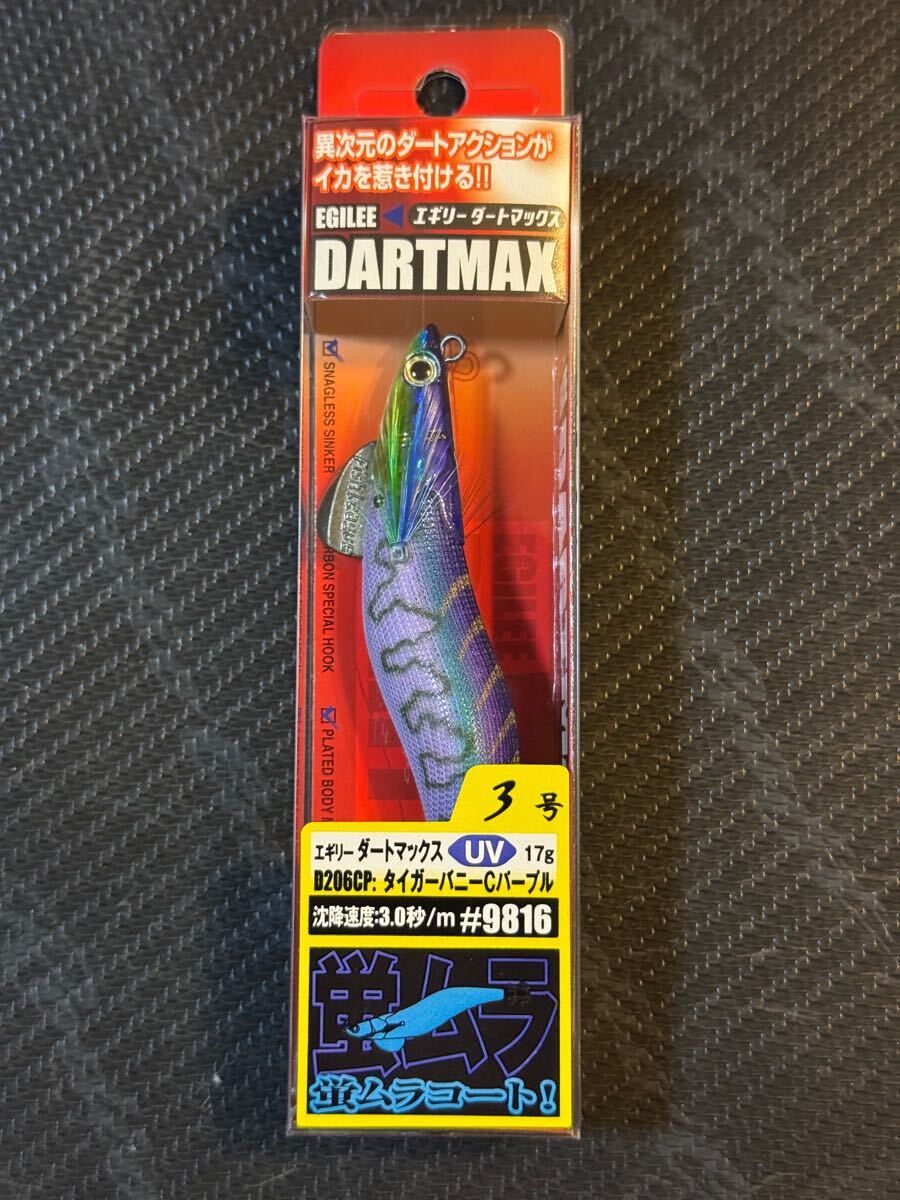 異次元のダートアクションが
イカを惹き付ける!!
EGILEE エギリーダートマックス
DARTMAX
SNAGLESS SINKER
RBON SPECIAL HOOK
PLATED BODY
EGILEE
3号
エギリー ダートマックス UV 17g
D206CP: タイガーバニーCパープル
沈降速度:3.0秒/m #9816
蛍ムラ
蛍ムラコート!